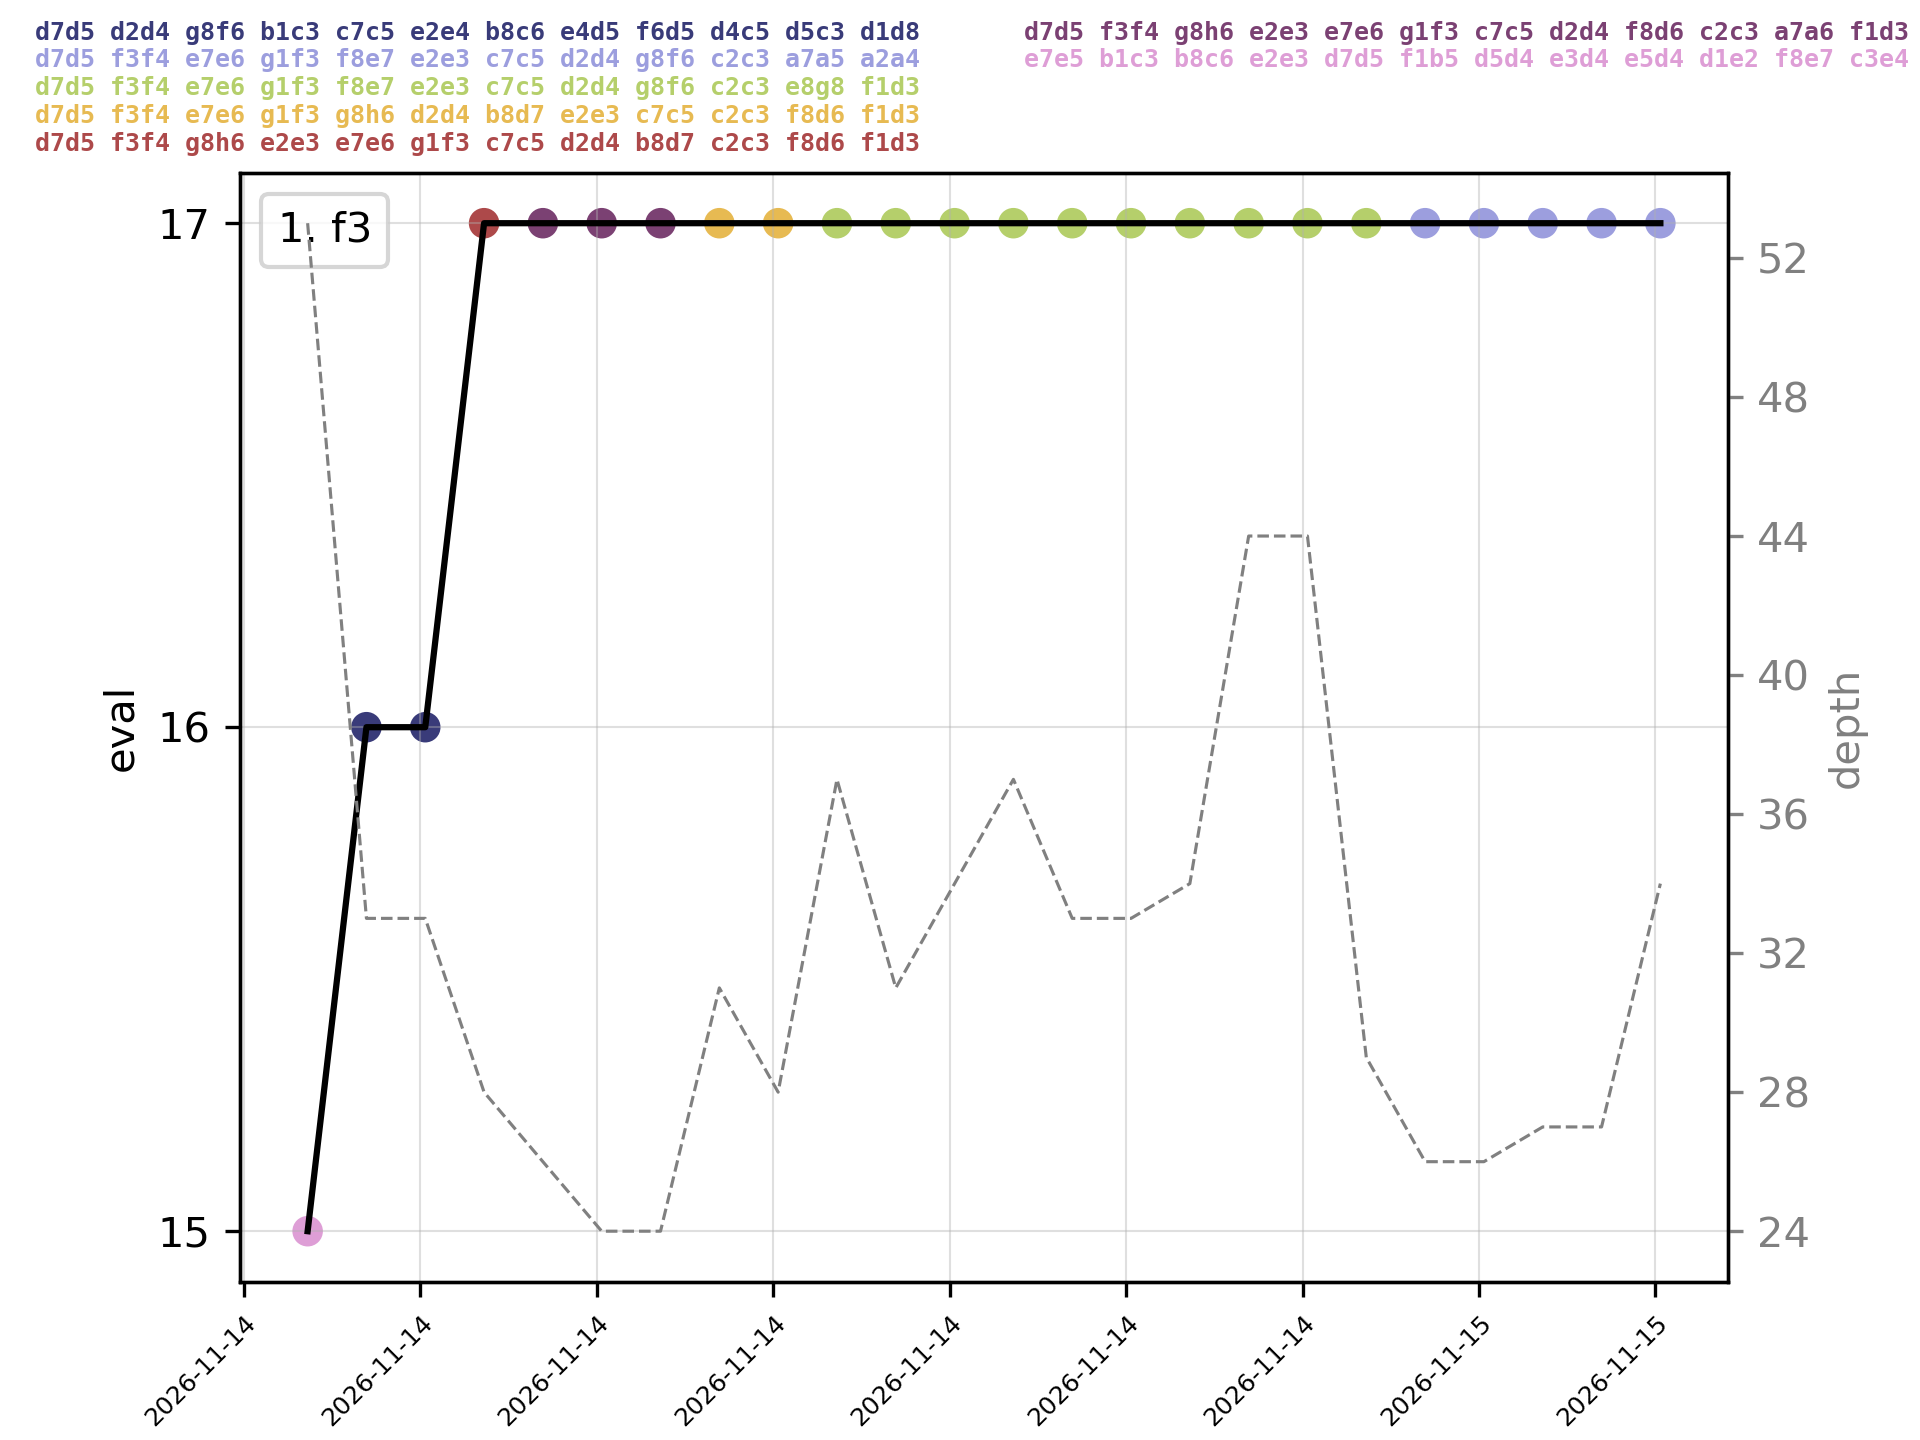 d7d5 d2d4 g8f6 b1c3 c7c5 e2e4 b8c6 e4d5 f6d5 d4c5 d5c3 d1d8
d7d5 f3f4 e7e6 g1f3 f8e7 e2e3 c7c5 d2d4 g8f6 c2c3 a7a5 a2a4
d7d5 f3f4 e7e6 g1f3 f8e7 e2e3 c7c5 d2d4 g8f6 c2c3 e8g8 f1d3
d7d5 f3f4 e7e6 g1f3 g8h6 d2d4 b8d7 e2e3 c7c5 c2c3 f8d6 f1d3
d7d5 f3f4 g8h6 e2e3 e7e6 g1f3 c7c5 d2d4 b8d7 c2c3 f8d6 f1d3
d7d5 f3f4 g8h6 e2e3 e7e6 g1f3 c7c5 d2d4 f8d6 c2c3 a7a6 f1d3
e7e5 b1c3 b8c6 e2e3 d7d5 f1b5 d5d4 e3d4 e5d4 d1e2 f8e7 c3e4
1. f3
17
16
15
eval
52
48
44
40
36
32
28
24
depth
2026-11-14
2026-11-14
2026-11-14
2026-11-14
2026-11-14
2026-11-14
2026-11-14
2026-11-15
2026-11-15